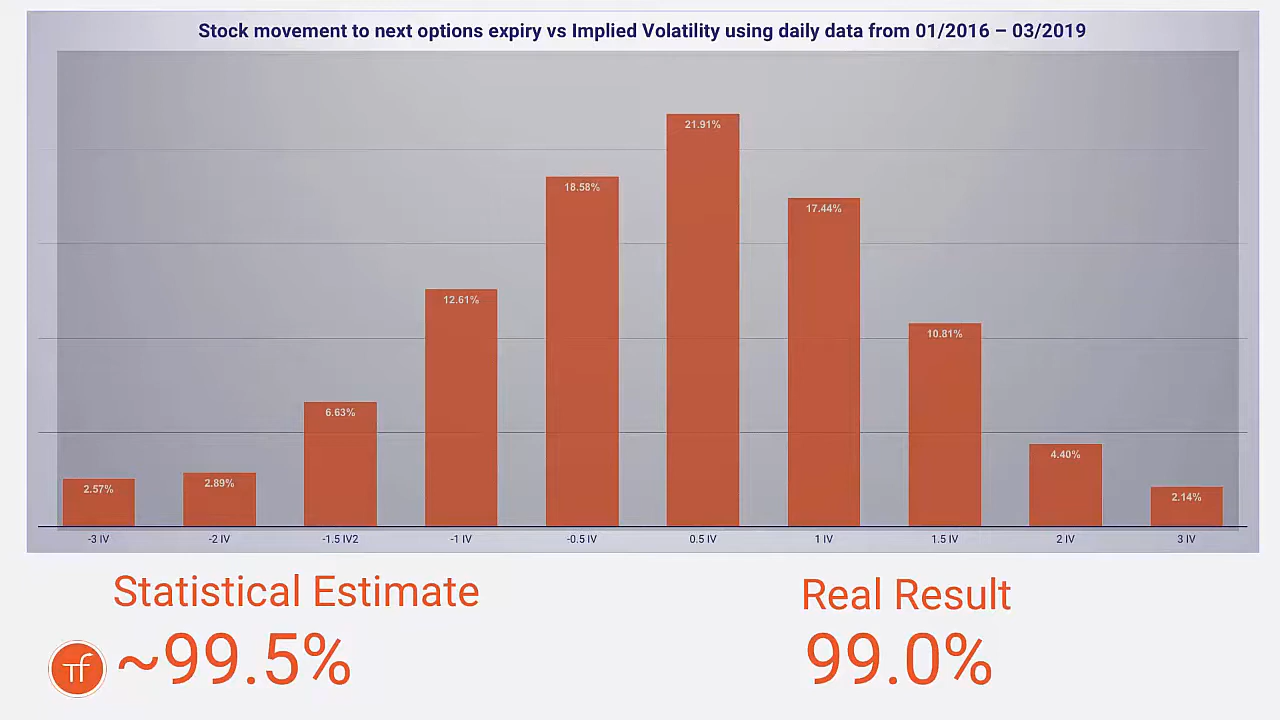 Stock movement to next options expiry vs Implied Volatility using daily data from 01/2016 – 03/2019
2.57%
2.89%
6.63%
12.61%
18.58%
21.91%
17.44%
10.81%
4.40%
2.14%
-3 IV
-2 IV
-1.5 IV2
-1 IV
-0.5 IV
0.5 IV
1 IV
1.5 IV
2 IV
3 IV
Statistical Estimate
~99.5%
Real Result
99.0%
Tf